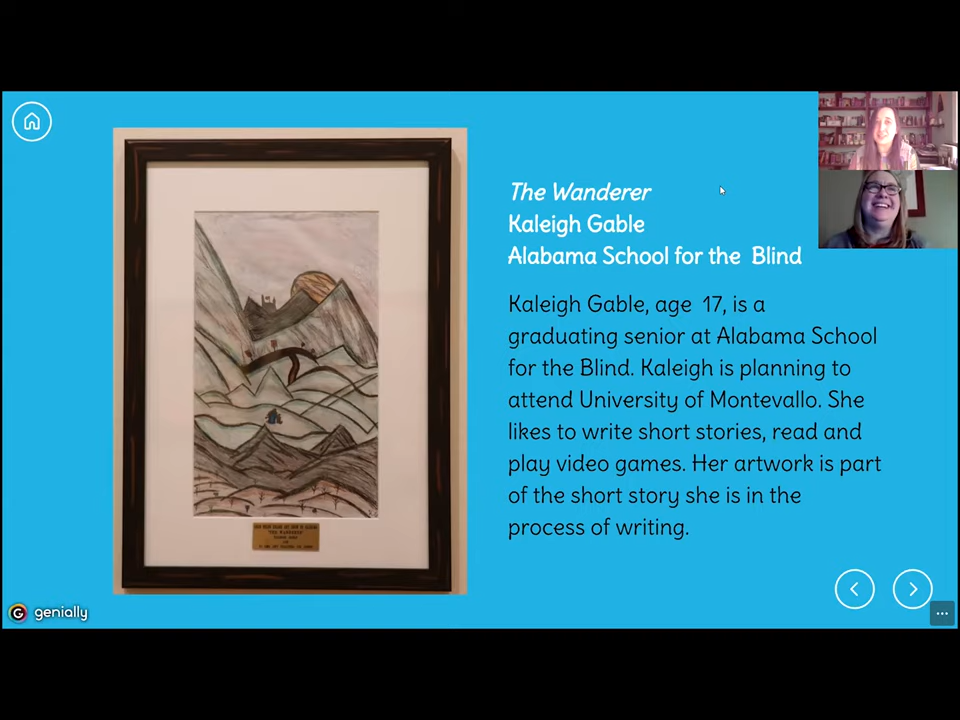 The Wanderer
Kaleigh Gable
Alabama School for the Blind
Kaleigh Gable, age 17, is a
graduating senior at Alabama School
for the Blind. Kaleigh is planning to
attend University of Montevallo. She
likes to write short stories, read and
play video games. Her artwork is part
of the short story she is in the
process of writing.
"THE WANDERER"
genially